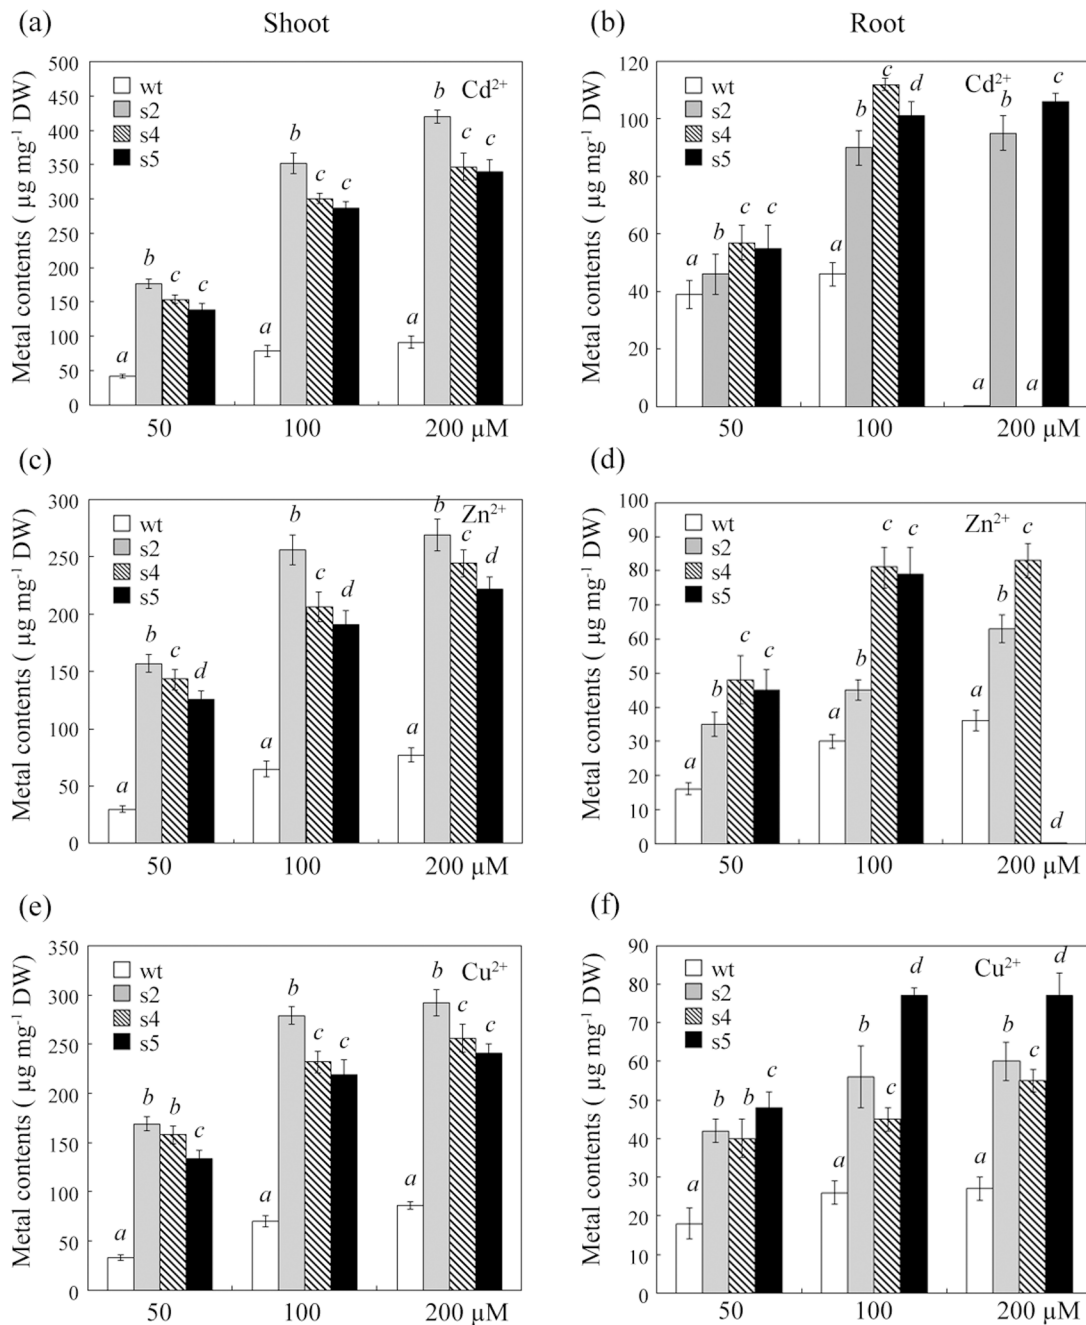 (a) Shoot (b) Root
Metal contents ( µg mg-1 DW)
500
450
400
350
300
250
200
150
100
50
0
wt
s2
s4
s5
Cd2+
a b c c
a b c c
a b c c
50 100 200 µM
Metal contents ( µg mg-1 DW)
120
100
80
60
40
20
0
wt
s2
s4
s5
Cd2+
a b c c
a b c d
a b a c
50 100 200 µM
(c) (d)
Metal contents ( µg mg-1 DW)
300
250
200
150
100
50
0
wt
s2
s4
s5
Zn2+
a b c d
a b c d
a b c d
50 100 200 µM
Metal contents ( µg mg-1 DW)
100
90
80
70
60
50
40
30
20
10
0
wt
s2
s4
s5
Zn2+
a b c c
a b c c
a b c d
50 100 200 µM
(e) (f)
Metal contents ( µg mg-1 DW)
350
300
250
200
150
100
50
0
wt
s2
s4
s5
Cu2+
a b b c
a b c c
a b c c
50 100 200 µM
Metal contents ( µg mg-1 DW)
90
80
70
60
50
40
30
20
10
0
wt
s2
s4
s5
Cu2+
a b b c
a b c d
a b c d
50 100 200 µM